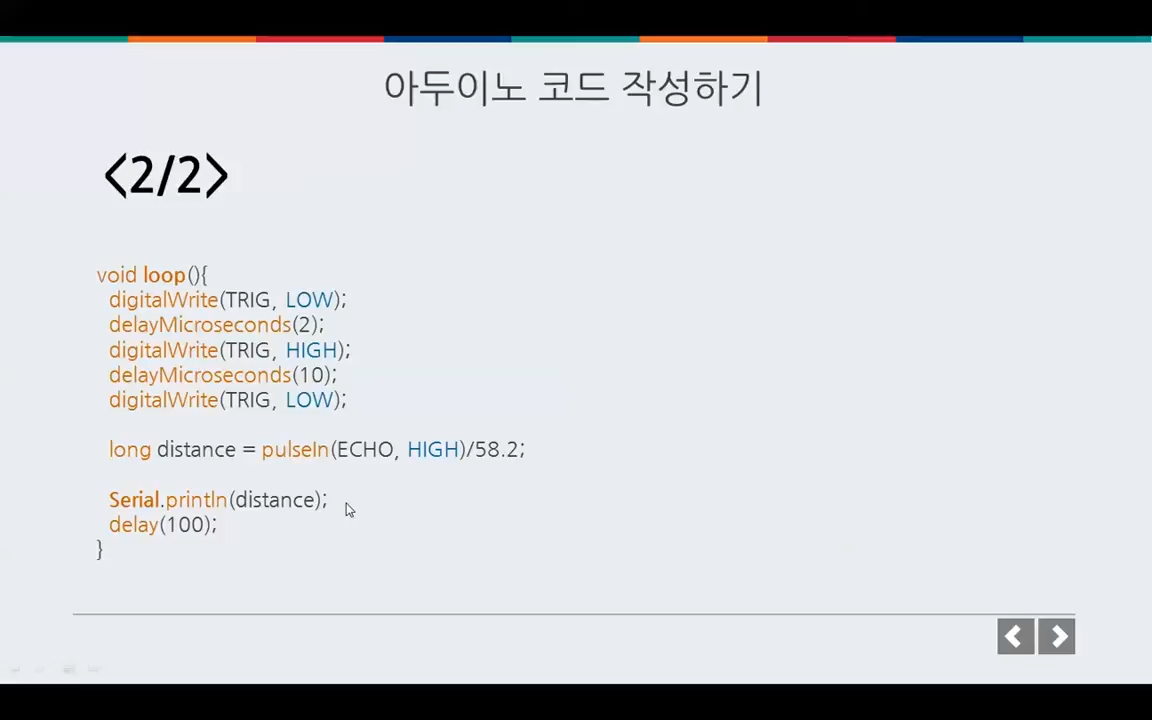 아두이노 코드 작성하기
<2/2>
void loop(){
digitalWrite(TRIG, LOW);
delayMicroseconds(2);
digitalWrite(TRIG, HIGH);
delayMicroseconds(10);
digitalWrite(TRIG, LOW);
long distance = pulseIn(ECHO, HIGH)/58.2;
Serial.println(distance);
delay(100);
}